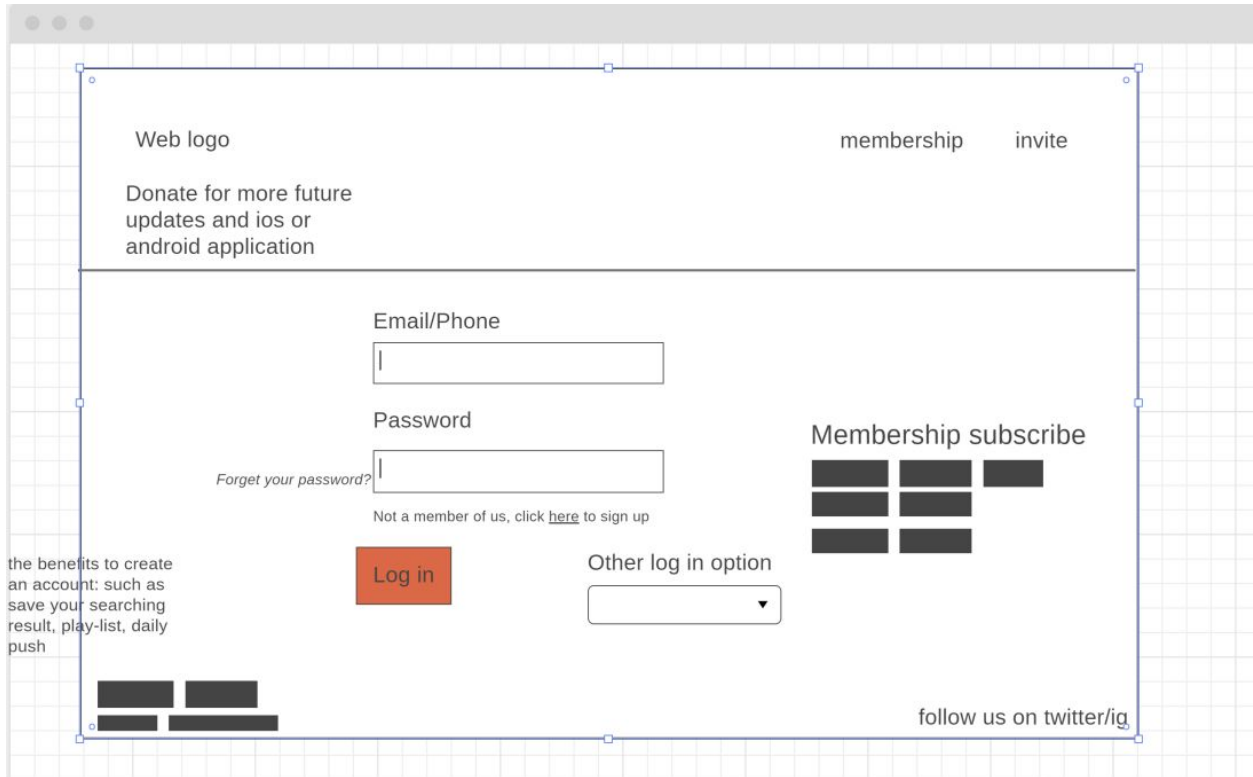 Web logo
membership
invite
Donate for more future
updates and ios or
android application
Email/Phone
Password
Forget your password?
Not a member of us, click here to sign up
Membership subscribe
Log in
Other log in option
the benefits to create
an account: such as
save your searching
result, play-list, daily
push
follow us on twitter/ig